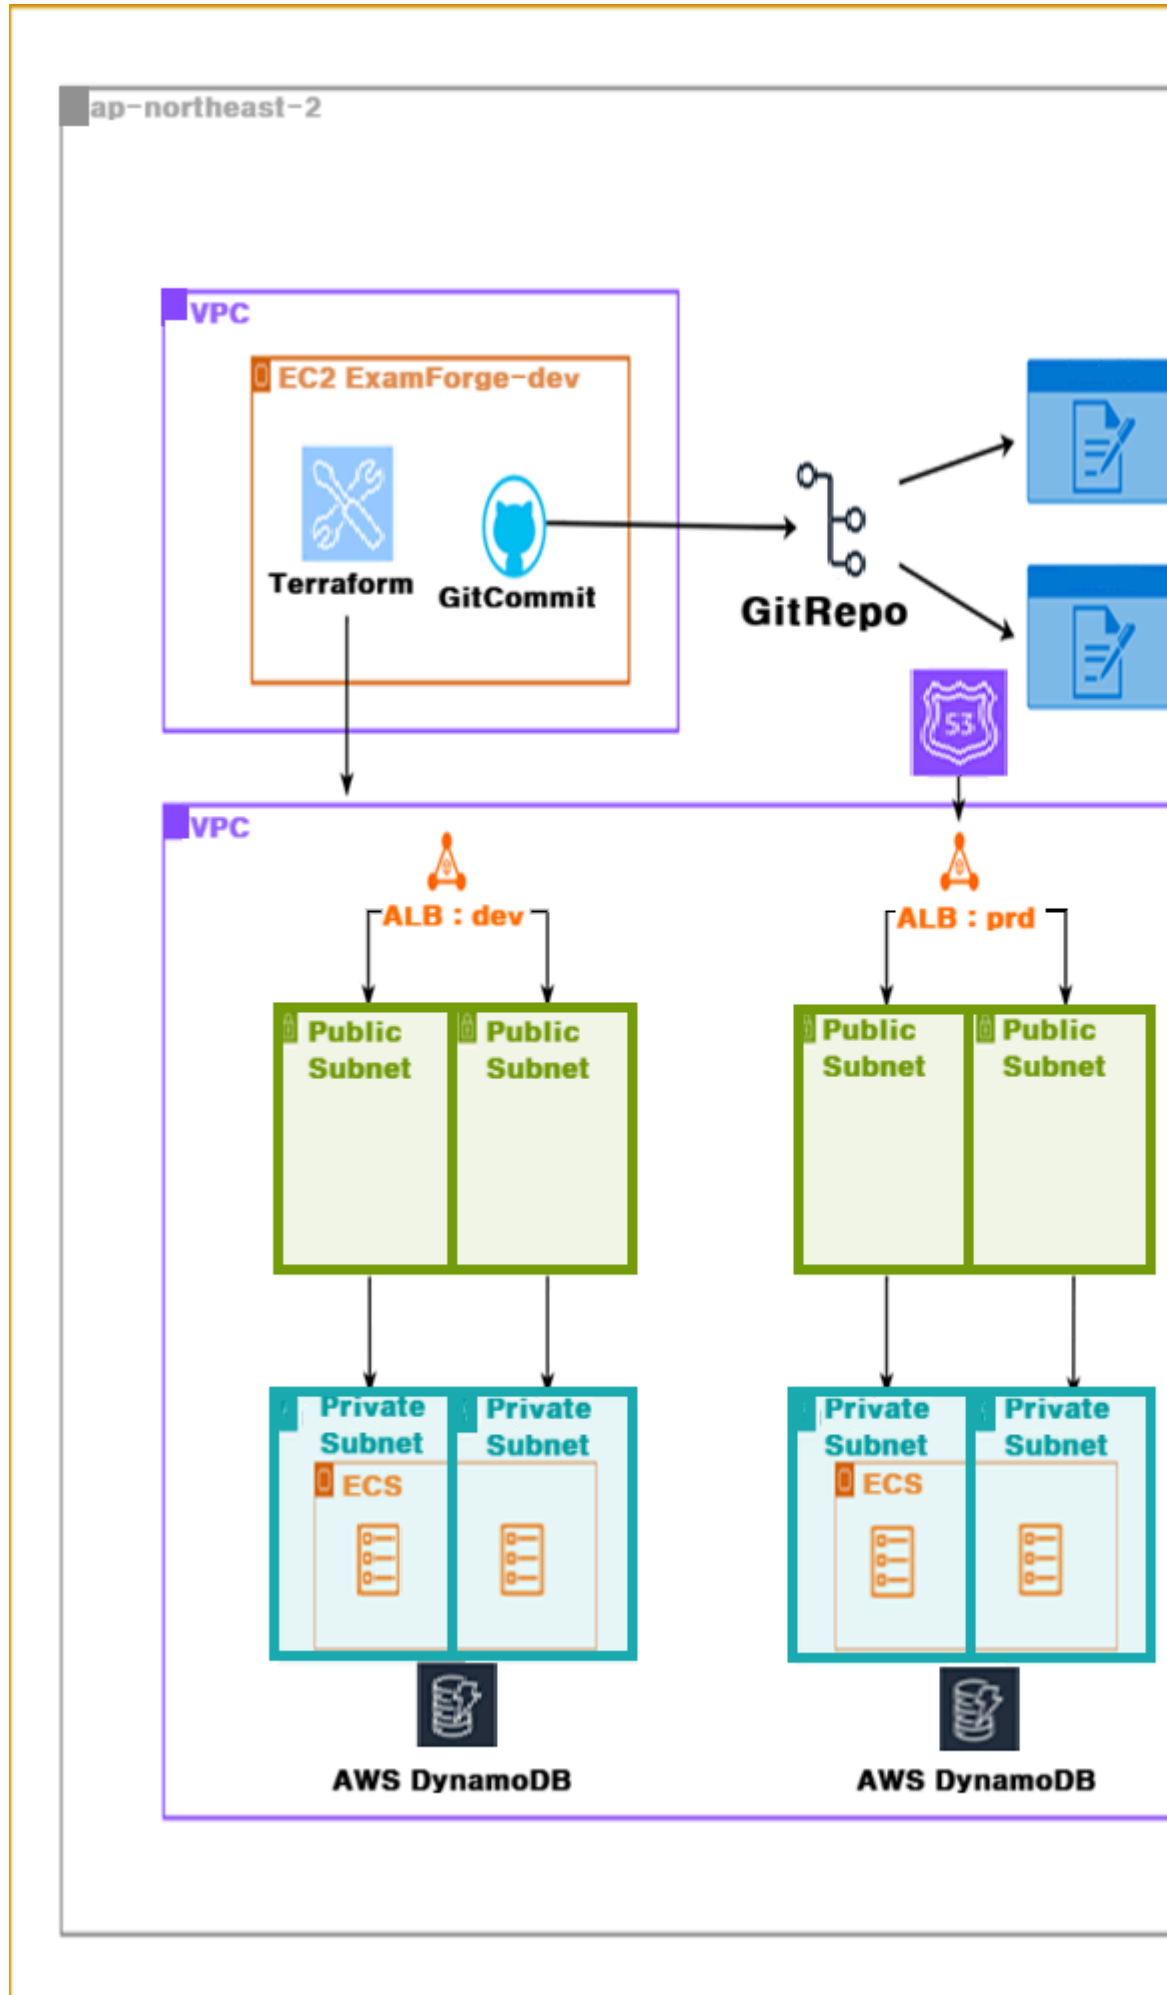 ap-northeast-2
VPC
EC2 ExamForge-dev
Terraform
GitCommit
GitRepo
53
VPC
ALB : dev
ALB : prd
Public
Subnet
Public
Subnet
Public
Subnet
Public
Subnet
Private
Subnet
Private
Subnet
Private
Subnet
Private
Subnet
ECS
ECS
AWS DynamoDB
AWS DynamoDB